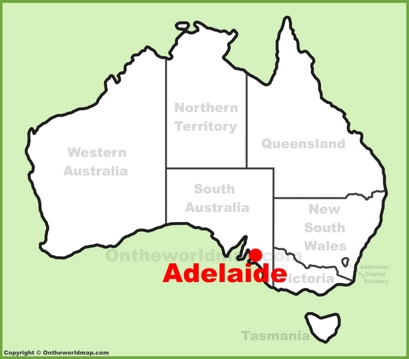 Northern
Territory
Queensland
Western
Australia
South
Australia
New
South
Wales
Ontheworldmap.com
Adelaide
Australian
Capital
Territory
Victoria
Tasmania
Copyright © Ontheworldmap.com